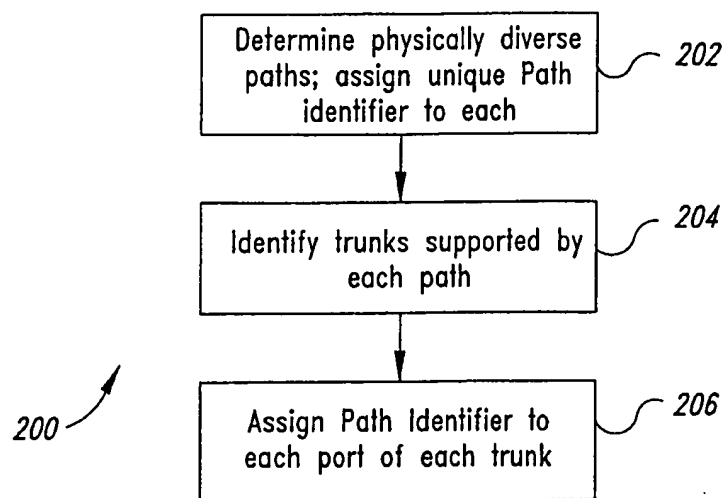 Determine physically diverse
paths; assign unique Path
identifier to each
202
Identify trunks supported by
each path
204
Assign Path Identifier to
each port of each trunk
206
200